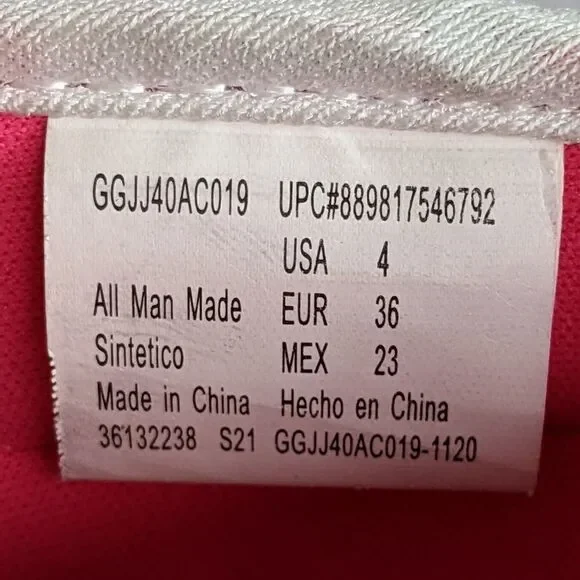 GGJJ40AC019 UPC#889817546792
USA 4
All Man Made EUR 36
Sintetico MEX 23
Made in China Hecho en China
36132238 S21 GGJJ40AC019-1120